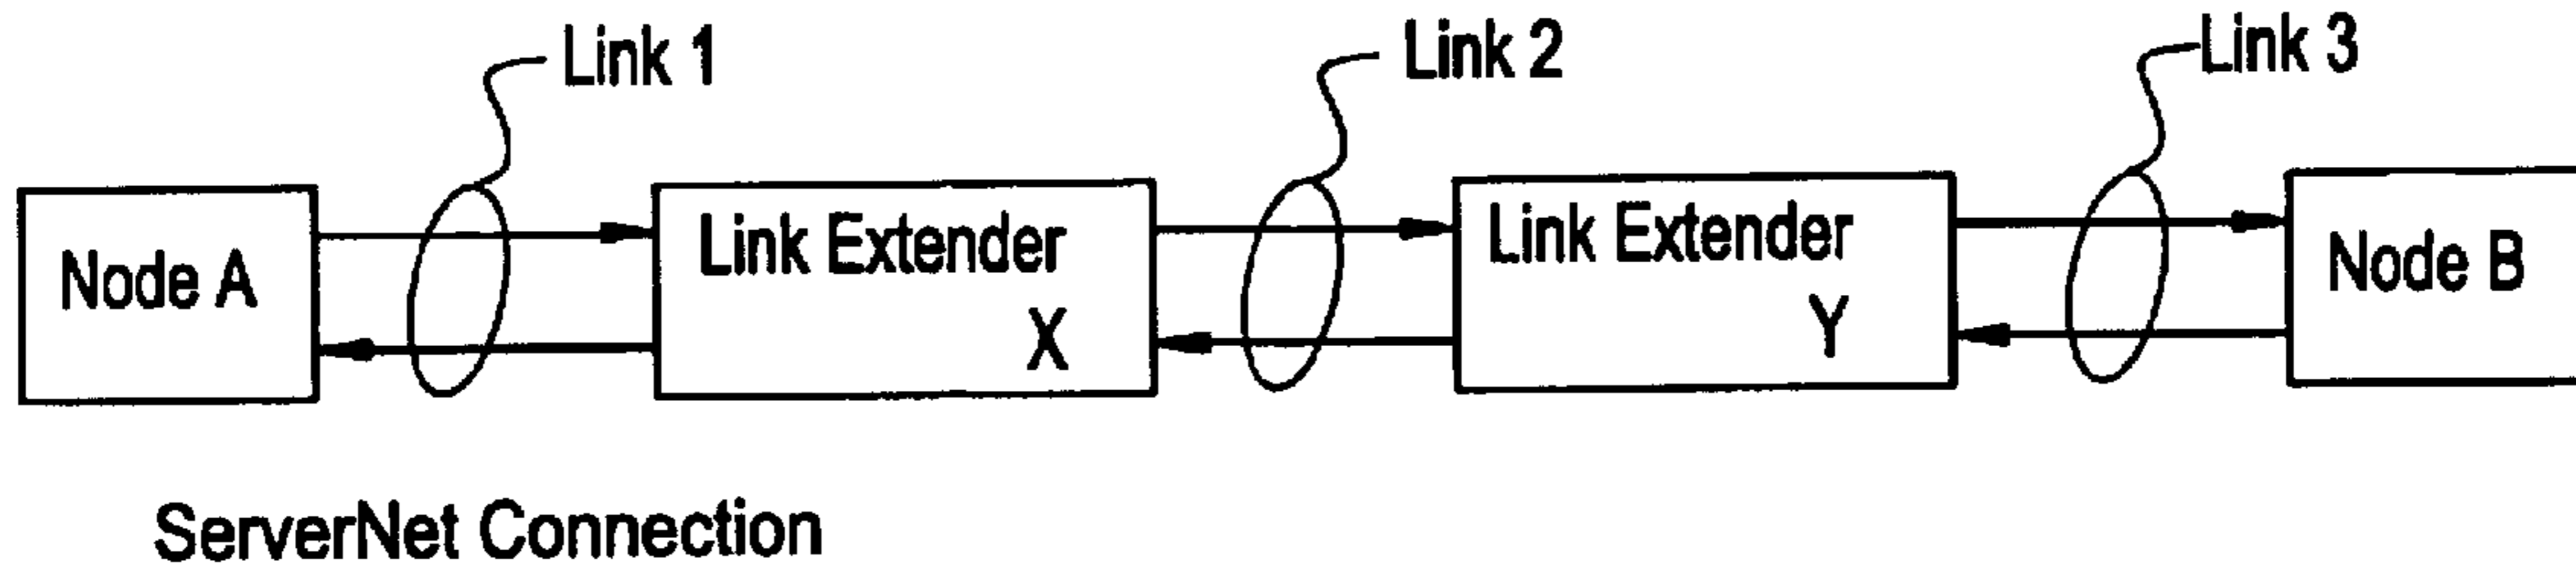 Link 1
Link 2
Link 3
Node A
Link Extender
X
Link Extender
Y
Node B
ServerNet Connection